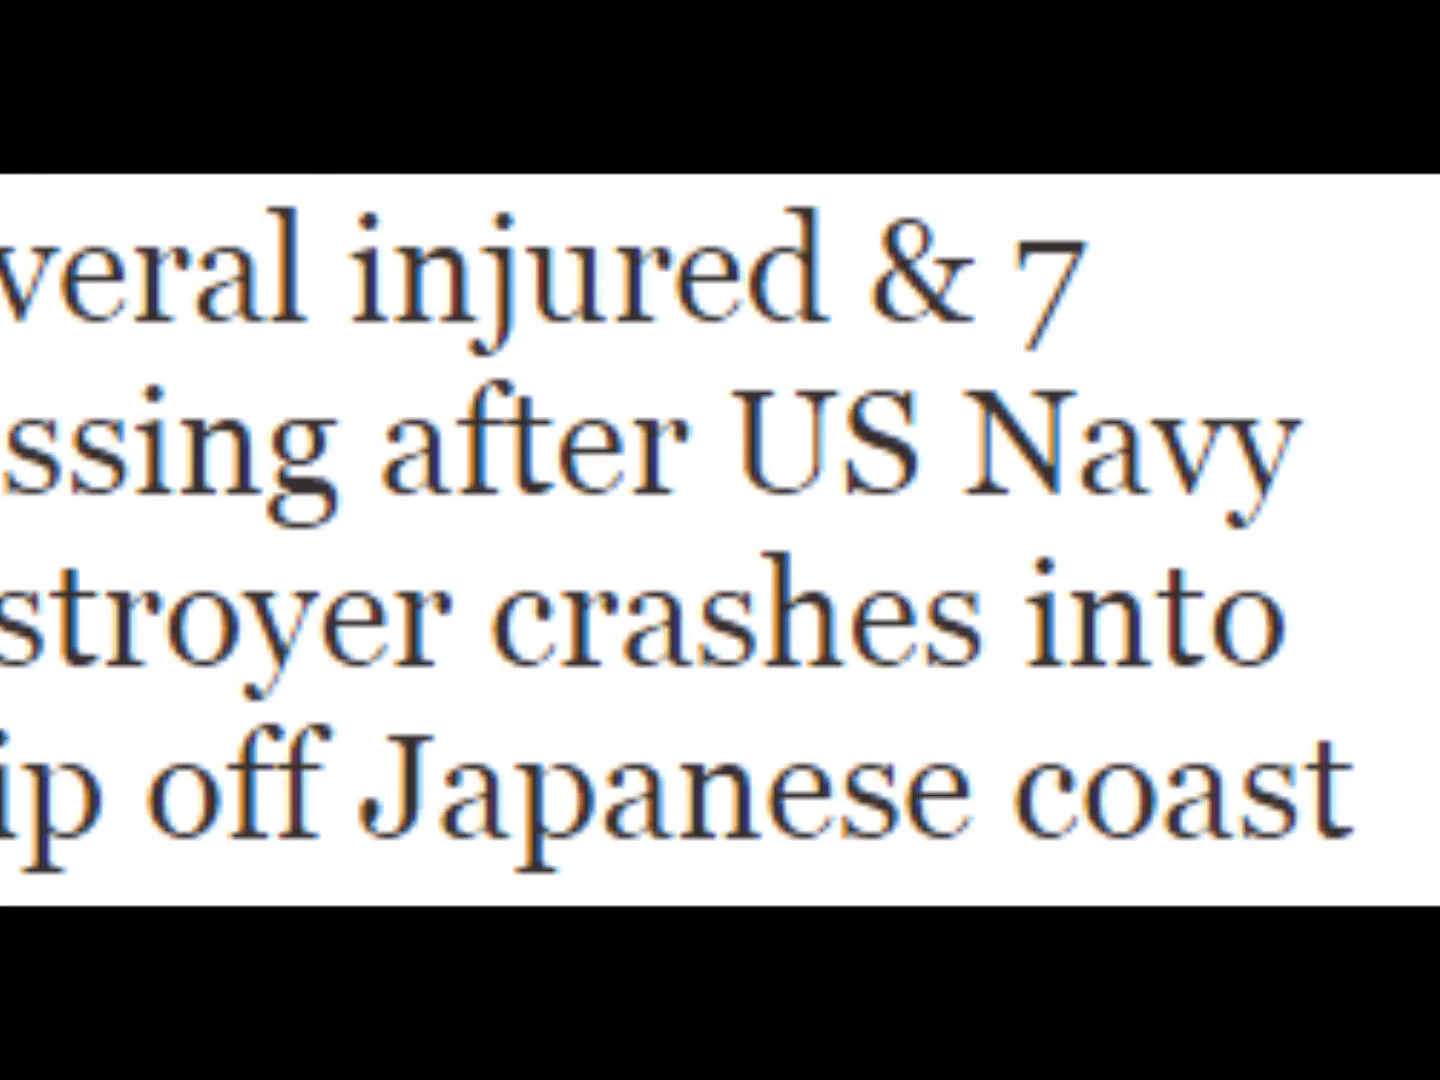 veral injured & 7
ssing after US Navy
stroyer crashes into
ip off Japanese coast